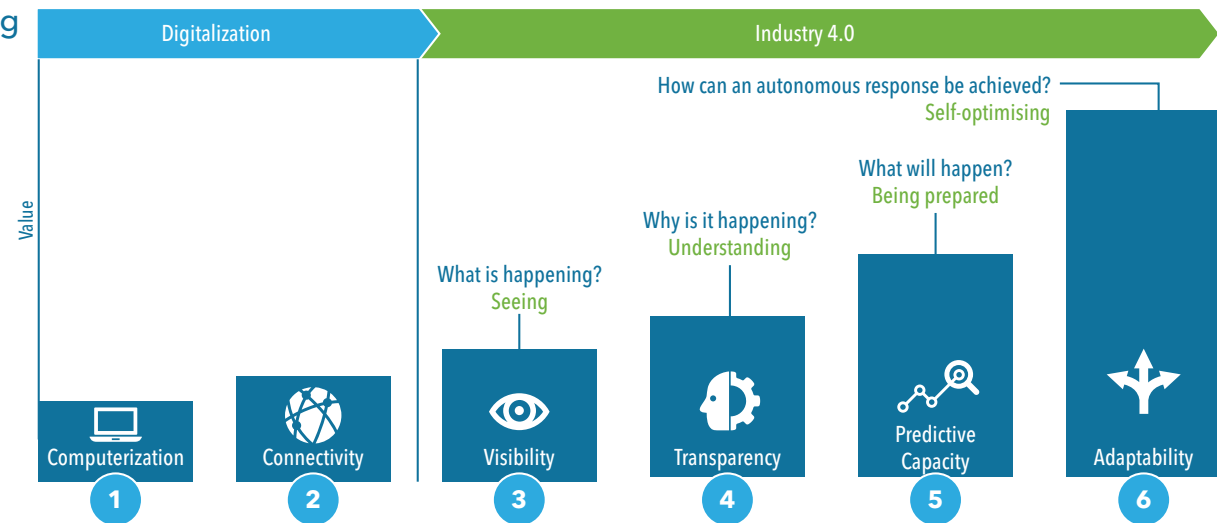 g
Digitalization
Industry 4.0
How can an autonomous response be achieved?
Self-optimising
What will happen?
Being prepared
Why is it happening?
Understanding
What is happening?
Seeing
Value
Computerization
Connectivity
Visibility
Transparency
Predictive
Capacity
Adaptability
1
2
3
4
5
6